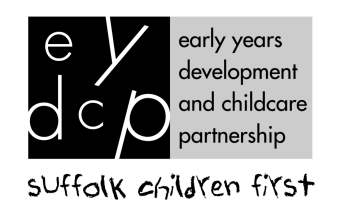 e y
d c p
early years
development
and childcare
partnership
suffolk children first